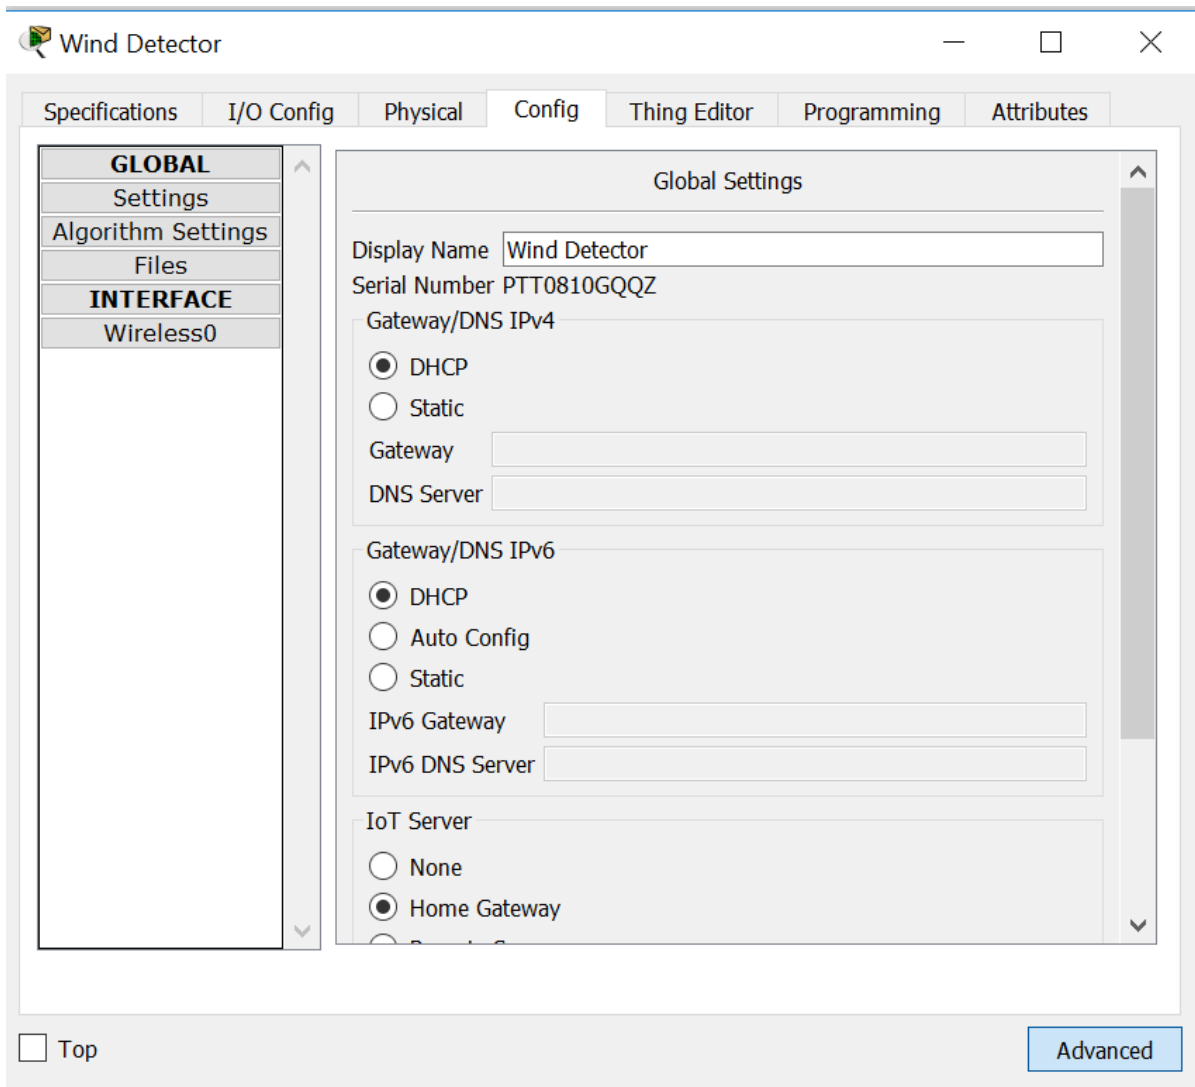 Wind Detector
Specifications I/O Config Physical Config Thing Editor Programming Attributes
GLOBAL
Settings
Algorithm Settings
Files
INTERFACE
Wireless0
Global Settings
Display Name Wind Detector
Serial Number PTT0810GQQZ
Gateway/DNS IPv4
DHCP
Static
Gateway
DNS Server
Gateway/DNS IPv6
DHCP
Auto Config
Static
IPv6 Gateway
IPv6 DNS Server
IoT Server
None
Home Gateway
Top
Advanced